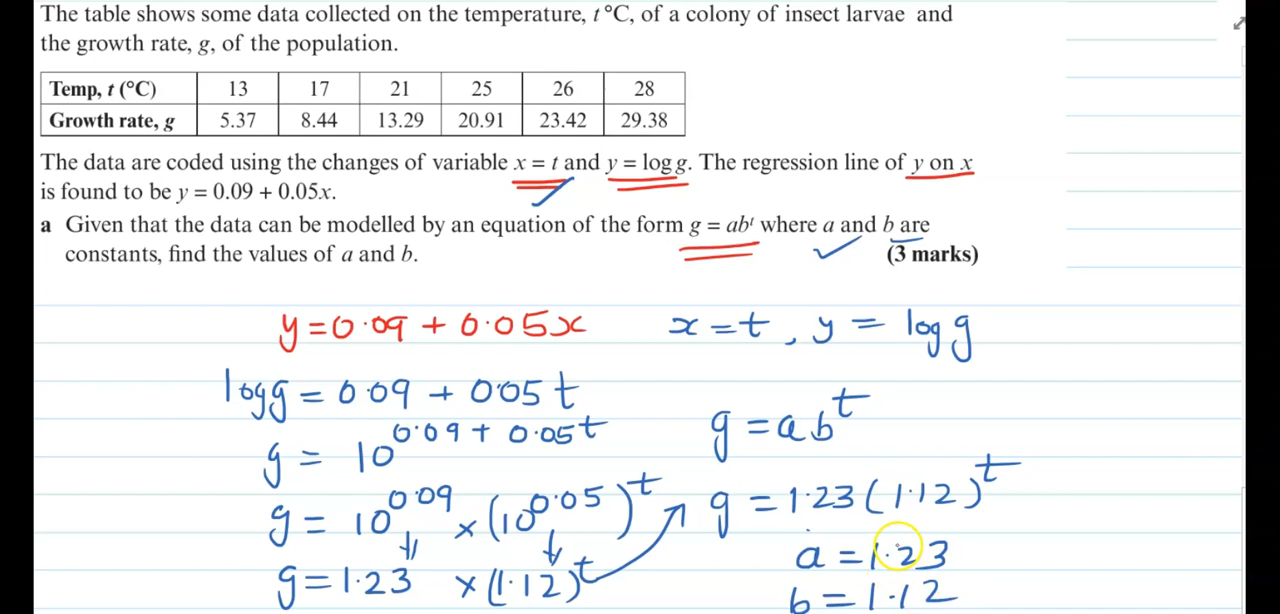 The table shows some data collected on the temperature, t °C, of a colony of insect larvae and
the growth rate, g, of the population.
Temp, t (°C) 13 17 21 25 26 28
Growth rate, g 5.37 8.44 13.29 20.91 23.42 29.38
The data are coded using the changes of variable x = t and y = log g. The regression line of y on x
is found to be y = 0.09 + 0.05x.
a Given that the data can be modelled by an equation of the form g = abᵗ where a and b are
constants, find the values of a and b. (3 marks)
y = 0.09 + 0.05x
x = t , y = log g
log g = 0.09 + 0.05 t
g = 10^(0.09 + 0.05t)
g = 10^0.09 × (10^0.05)^t
g = 1.23 × (1.12)^t
g = ab^t
g = 1.23 (1.12)^t
a = 1.23
b = 1.12